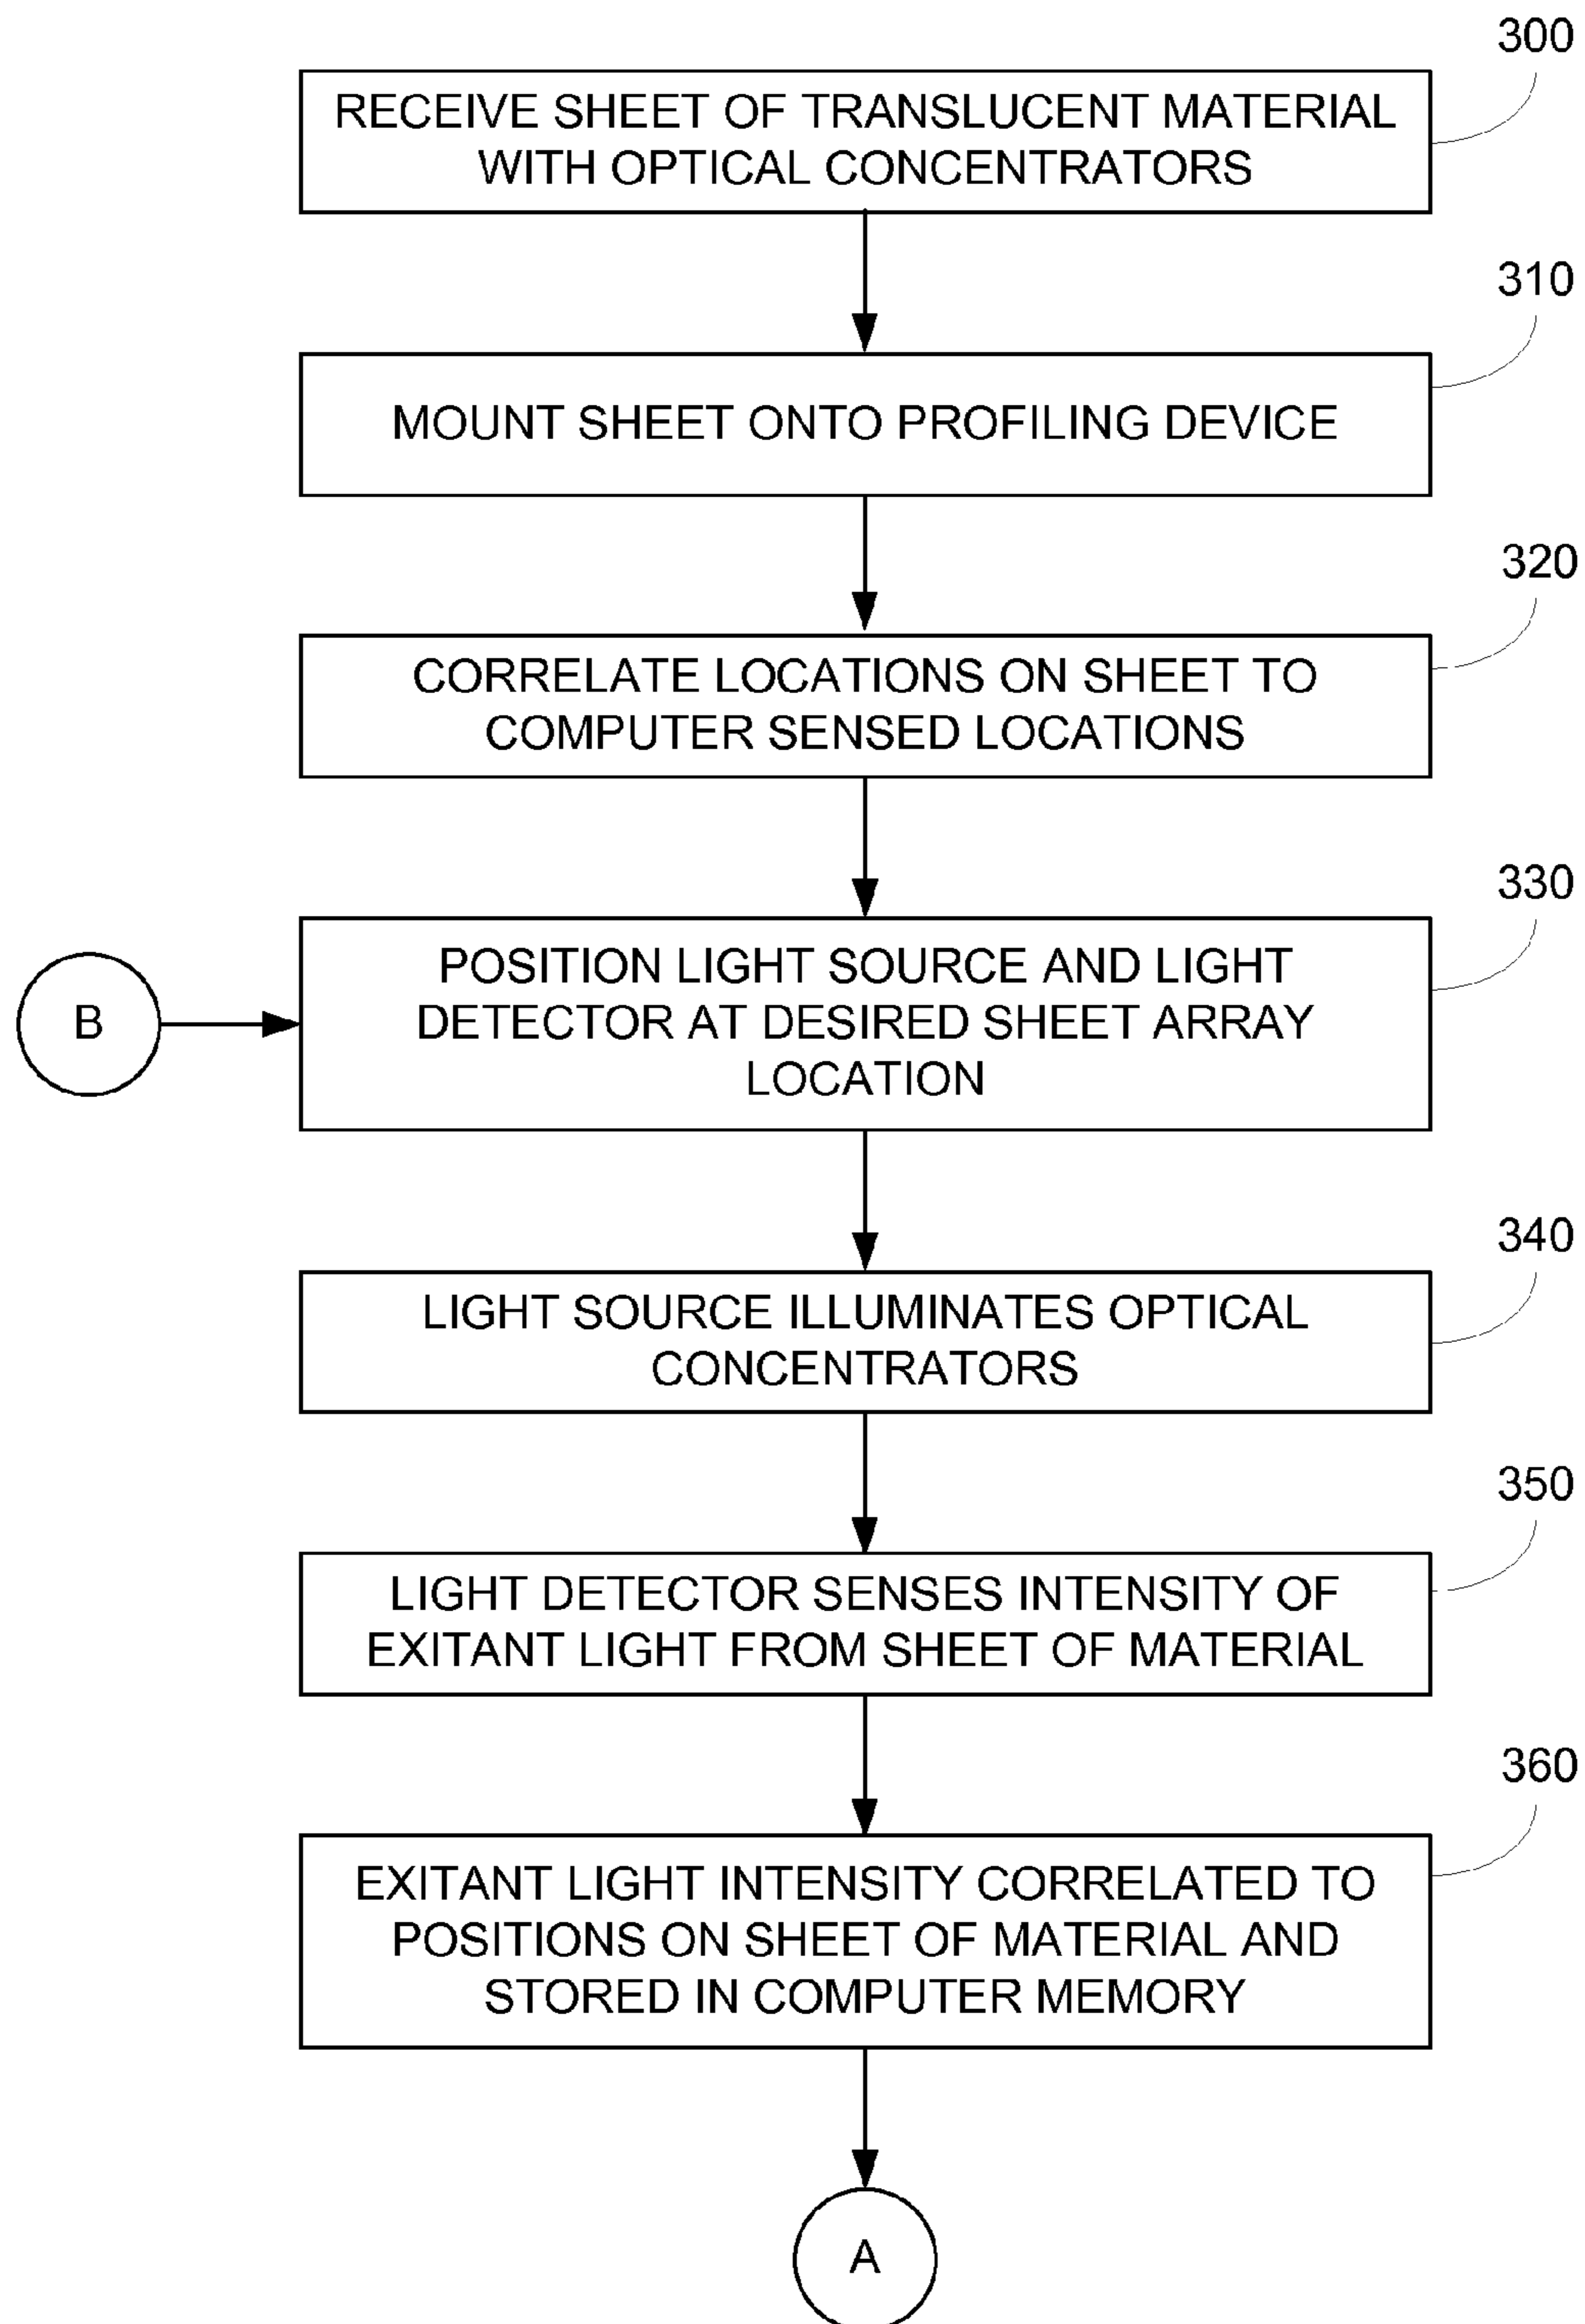 300
RECEIVE SHEET OF TRANSLUCENT MATERIAL
WITH OPTICAL CONCENTRATORS
310
MOUNT SHEET ONTO PROFILING DEVICE
320
CORRELATE LOCATIONS ON SHEET TO
COMPUTER SENSED LOCATIONS
330
POSITION LIGHT SOURCE AND LIGHT
DETECTOR AT DESIRED SHEET ARRAY
LOCATION
B
340
LIGHT SOURCE ILLUMINATES OPTICAL
CONCENTRATORS
350
LIGHT DETECTOR SENSES INTENSITY OF
EXITANT LIGHT FROM SHEET OF MATERIAL
360
EXITANT LIGHT INTENSITY CORRELATED TO
POSITIONS ON SHEET OF MATERIAL AND
STORED IN COMPUTER MEMORY
A